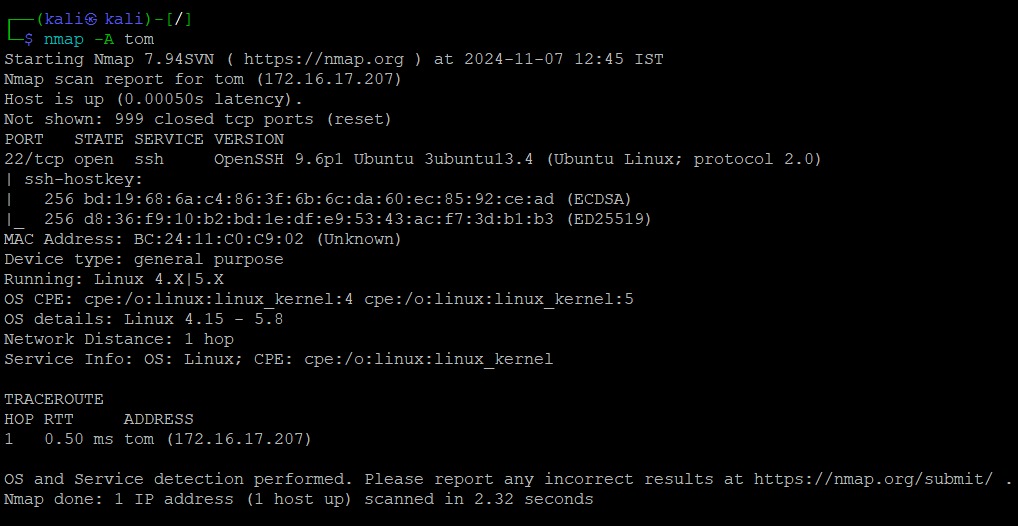 ┌──(kali㉿ kali)-[/]
└─$ nmap -A tom
Starting Nmap 7.94SVN ( https://nmap.org ) at 2024-11-07 12:45 IST
Nmap scan report for tom (172.16.17.207)
Host is up (0.00050s latency).
Not shown: 999 closed tcp ports (reset)
PORT   STATE SERVICE VERSION
22/tcp open  ssh     OpenSSH 9.6p1 Ubuntu 3ubuntu13.4 (Ubuntu Linux; protocol 2.0)
| ssh-hostkey:
|   256 bd:19:68:6a:c4:86:3f:6b:6c:da:60:ec:85:92:ce:ad (ECDSA)
|_  256 d8:36:f9:10:b2:bd:1e:df:e9:53:43:ac:f7:3d:b1:b3 (ED25519)
MAC Address: BC:24:11:C0:C9:02 (Unknown)
Device type: general purpose
Running: Linux 4.X|5.X
OS CPE: cpe:/o:linux:linux_kernel:4 cpe:/o:linux:linux_kernel:5
OS details: Linux 4.15 - 5.8
Network Distance: 1 hop
Service Info: OS: Linux; CPE: cpe:/o:linux:linux_kernel
TRACEROUTE
HOP RTT     ADDRESS
1   0.50 ms tom (172.16.17.207)
OS and Service detection performed. Please report any incorrect results at https://nmap.org/submit/ .
Nmap done: 1 IP address (1 host up) scanned in 2.32 seconds